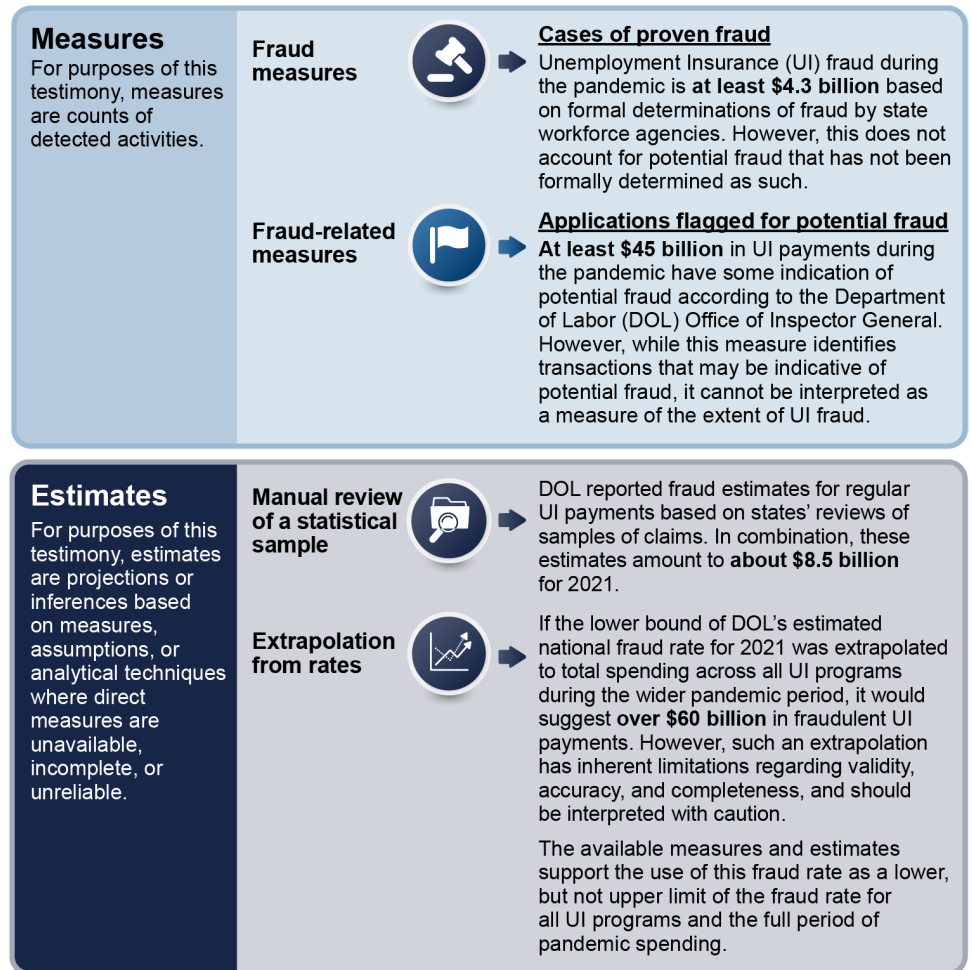 Measures
For purposes of this
testimony, measures
are counts of
detected activities.
Fraud
measures
Cases of proven fraud
Unemployment Insurance (UI) fraud during
the pandemic is at least $4.3 billion based
on formal determinations of fraud by state
workforce agencies. However, this does not
account for potential fraud that has not been
formally determined as such.
Fraud-related
measures
Applications flagged for potential fraud
At least $45 billion in UI payments during
the pandemic have some indication of
potential fraud according to the Department
of Labor (DOL) Office of Inspector General.
However, while this measure identifies
transactions that may be indicative of
potential fraud, it cannot be interpreted as
a measure of the extent of UI fraud.
Estimates
For purposes of this
testimony, estimates
are projections or
inferences based
on measures,
assumptions, or
analytical techniques
where direct
measures are
unavailable,
incomplete, or
unreliable.
Manual review
of a statistical
sample
DOL reported fraud estimates for regular
UI payments based on states’ reviews of
samples of claims. In combination, these
estimates amount to about $8.5 billion
for 2021.
Extrapolation
from rates
If the lower bound of DOL’s estimated
national fraud rate for 2021 was extrapolated
to total spending across all UI programs
during the wider pandemic period, it would
suggest over $60 billion in fraudulent UI
payments. However, such an extrapolation
has inherent limitations regarding validity,
accuracy, and completeness, and should
be interpreted with caution.
The available measures and estimates
support the use of this fraud rate as a lower,
but not upper limit of the fraud rate for
all UI programs and the full period of
pandemic spending.